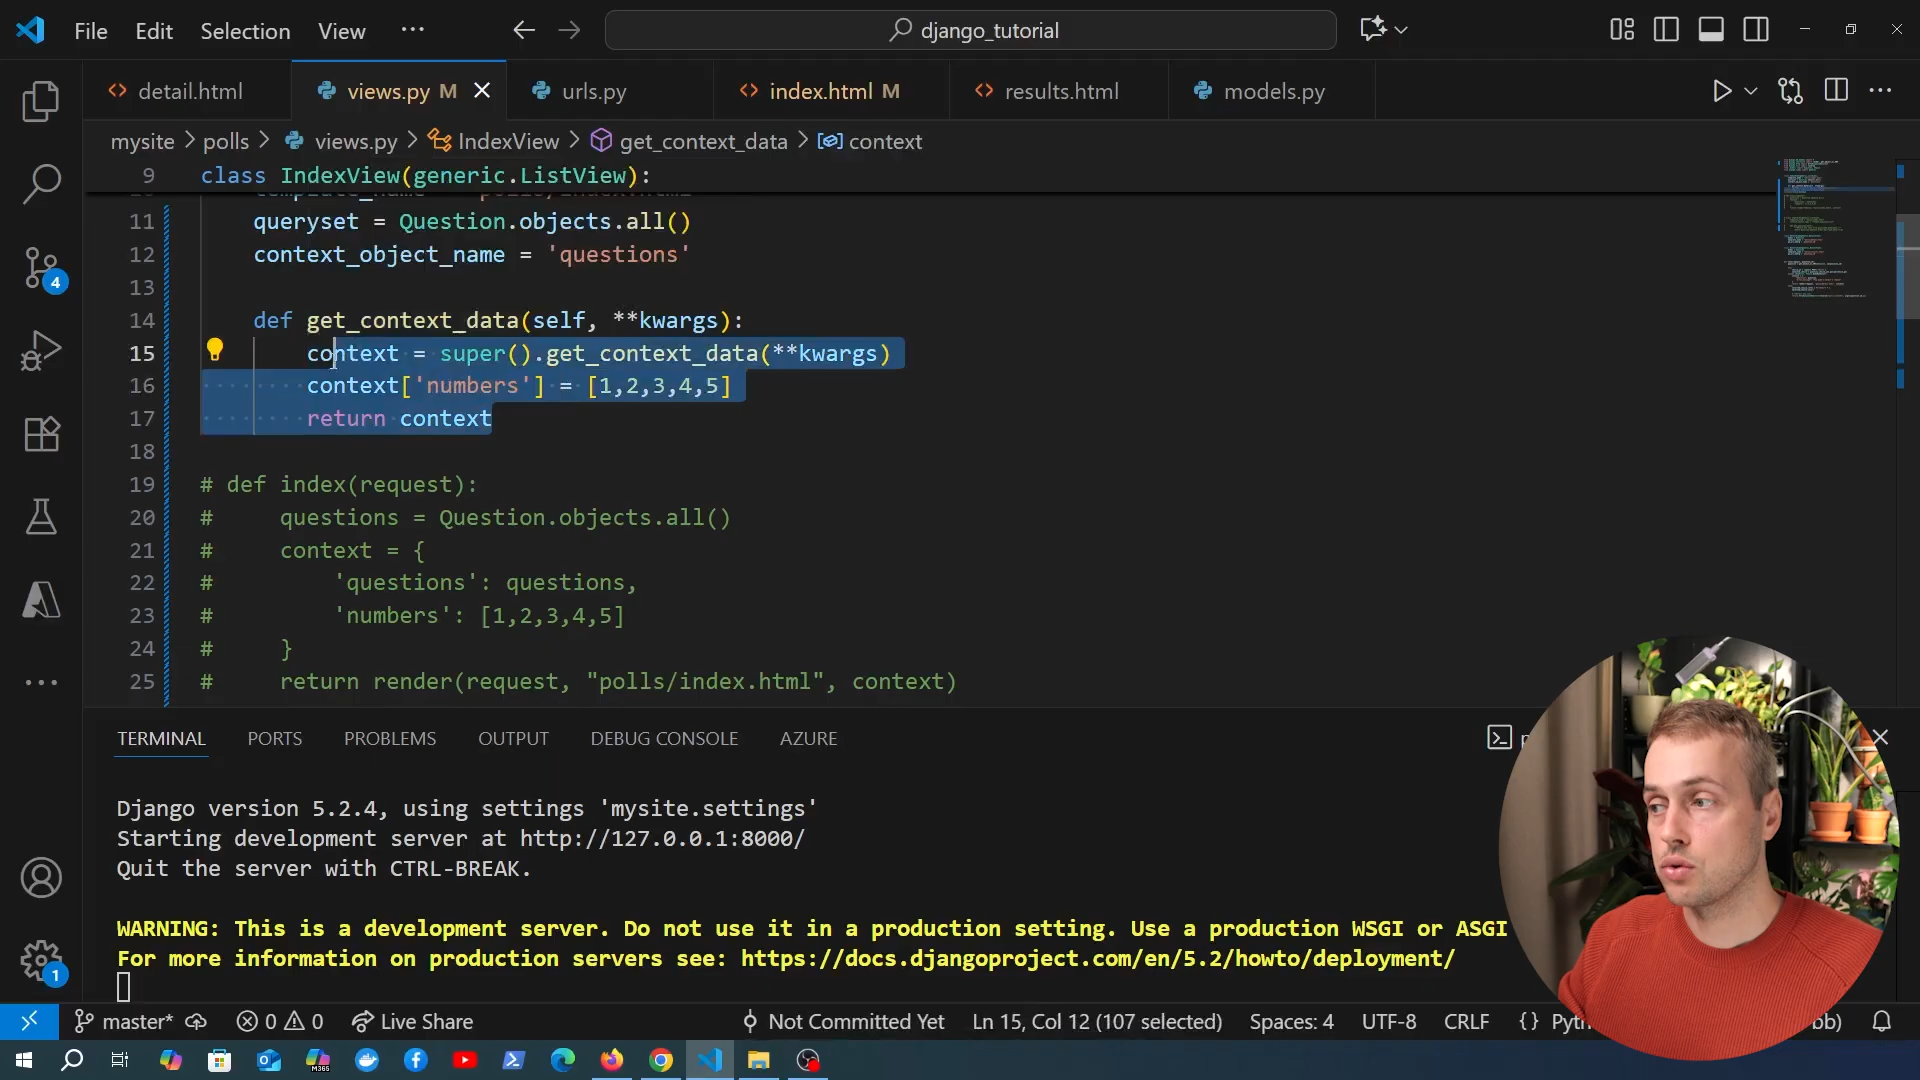 File Edit Selection View ... django_tutorial
detail.html views.py M urls.py index.html M results.html models.py
mysite > polls > views.py > IndexView > get_context_data > context
9 class IndexView(generic.ListView):
11 queryset = Question.objects.all()
12 context_object_name = 'questions'
13
14 def get_context_data(self, **kwargs):
15 context = super().get_context_data(**kwargs)
16 context['numbers'] = [1,2,3,4,5]
17 return context
18
19 # def index(request):
20 # questions = Question.objects.all()
21 # context = {
22 # 'questions': questions,
23 # 'numbers': [1,2,3,4,5]
24 # }
25 # return render(request, "polls/index.html", context)
4
TERMINAL PORTS PROBLEMS OUTPUT DEBUG CONSOLE AZURE
Django version 5.2.4, using settings 'mysite.settings'
Starting development server at http://127.0.0.1:8000/
Quit the server with CTRL-BREAK.
WARNING: This is a development server. Do not use it in a production setting. Use a production WSGI or ASGI
For more information on production servers see: https://docs.djangoproject.com/en/5.2/howto/deployment/
1
master* 0 0 Live Share Not Committed Yet Ln 15, Col 12 (107 selected) Spaces: 4 UTF-8 CRLF {}
M365